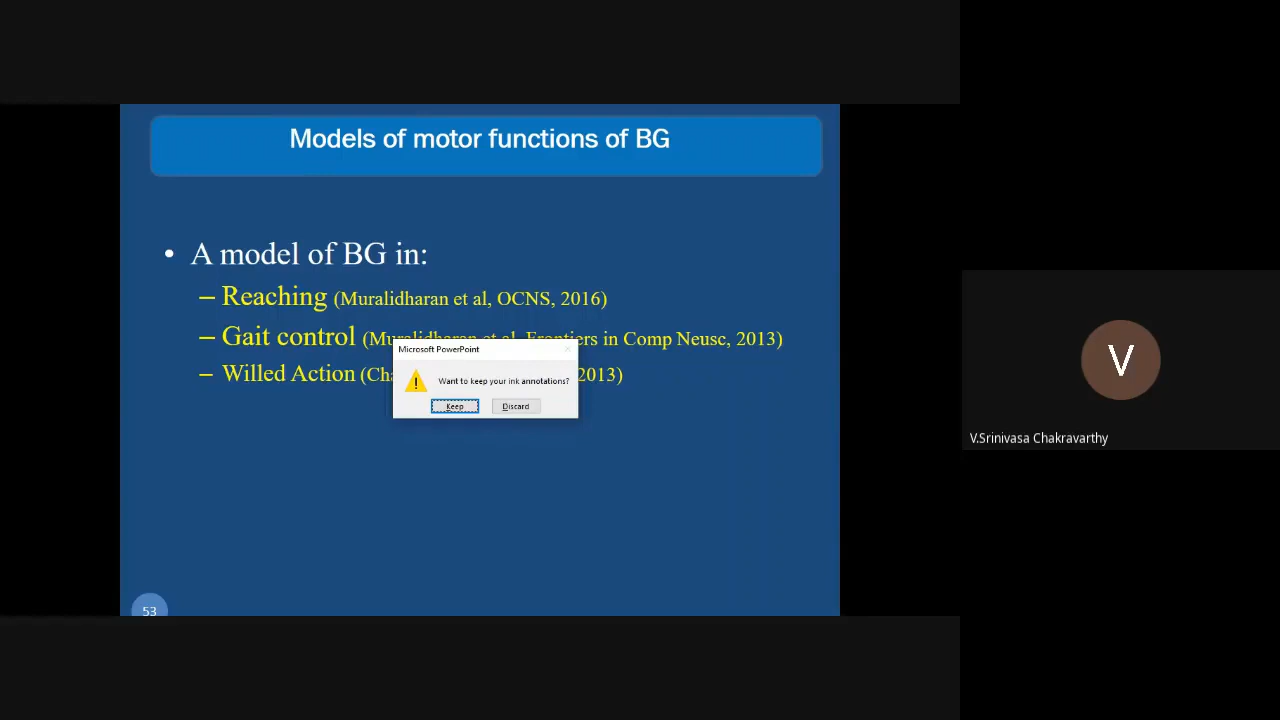 Models of motor functions of BG
• A model of BG in:
– Reaching (Muralidharan et al, OCNS, 2016)
– Gait control (Muralidharan et al, Frontiers in Comp Neusc, 2013)
– Willed Action (Cha 2013)
Microsoft PowerPoint
Want to keep your ink annotations?
Keep Discard
53
V
V.Srinivasa Chakravarthy